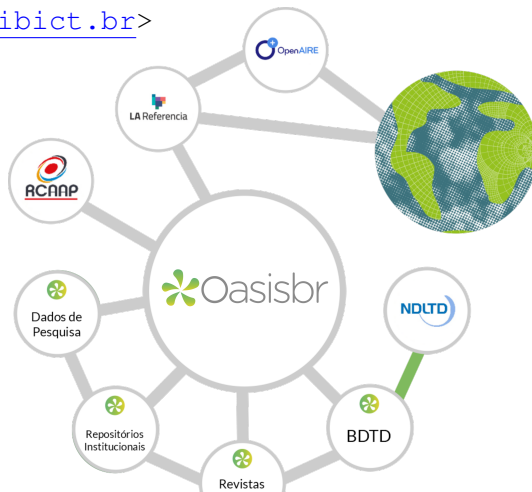 ibict.br>
OpenAIRE
LA Referencia
RCAAP
Oasisbr
NDLTD
Dados de
Pesquisa
Repositórios
Institucionais
BDTD
Revistas